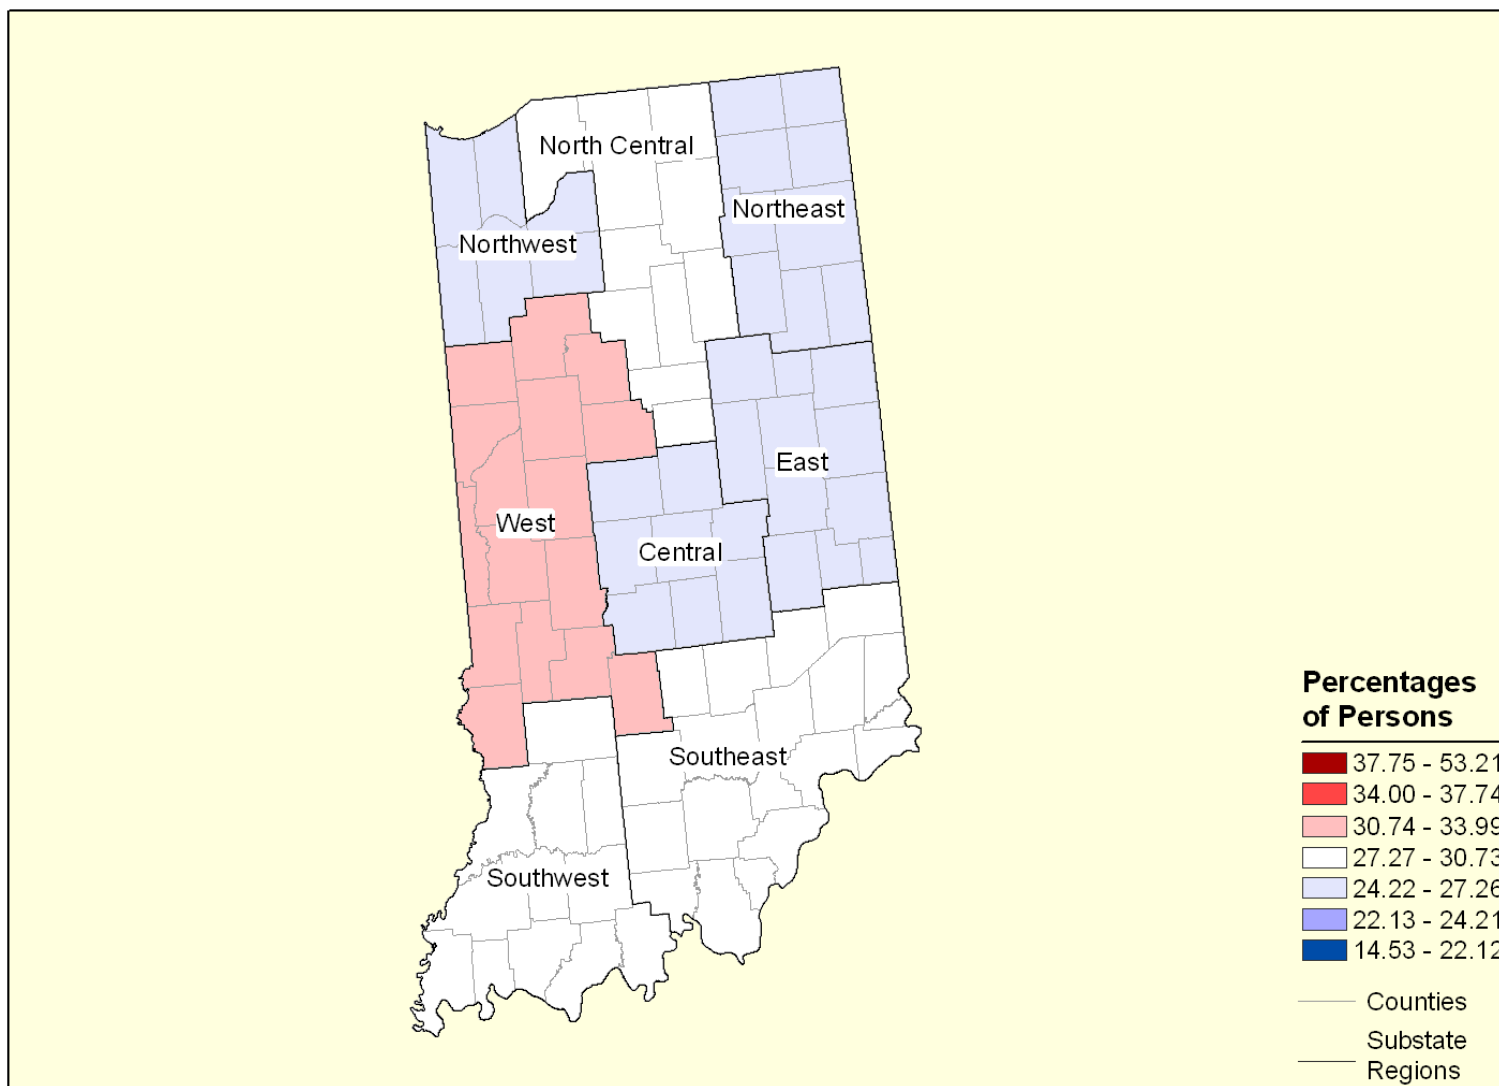 North Central
Northeast
Northwest
East
West
Central
Southeast
Southwest
Percentages
of Persons
37.75 - 53.21
34.00 - 37.74
30.74 - 33.99
27.27 - 30.73
24.22 - 27.26
22.13 - 24.21
14.53 - 22.12
Counties
Substate
Regions